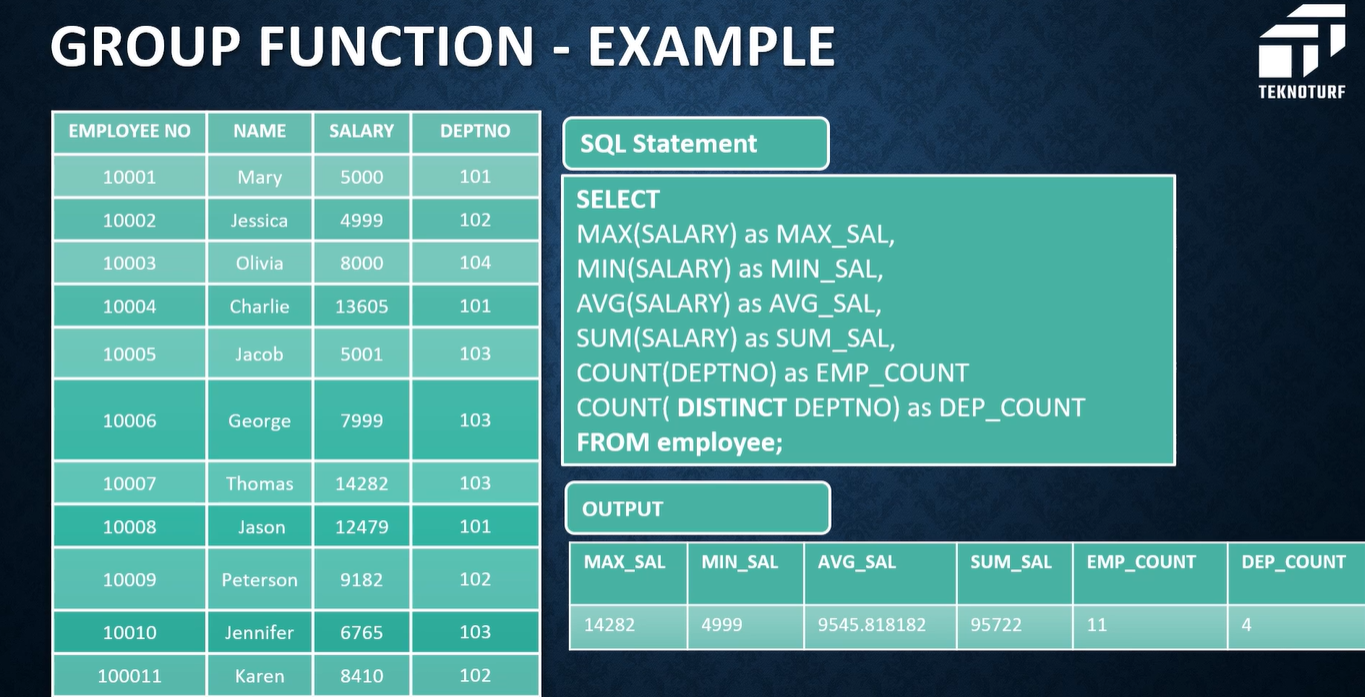 GROUP FUNCTION - EXAMPLE
TEKNOTURF
EMPLOYEE NO NAME SALARY DEPTNO
10001 Mary 5000 101
10002 Jessica 4999 102
10003 Olivia 8000 104
10004 Charlie 13605 101
10005 Jacob 5001 103
10006 George 7999 103
10007 Thomas 14282 103
10008 Jason 12479 101
10009 Peterson 9182 102
10010 Jennifer 6765 103
100011 Karen 8410 102
SQL Statement
SELECT
MAX(SALARY) as MAX_SAL,
MIN(SALARY) as MIN_SAL,
AVG(SALARY) as AVG_SAL,
SUM(SALARY) as SUM_SAL,
COUNT(DEPTNO) as EMP_COUNT
COUNT( DISTINCT DEPTNO) as DEP_COUNT
FROM employee;
OUTPUT
MAX_SAL MIN_SAL AVG_SAL SUM_SAL EMP_COUNT DEP_COUNT
14282 4999 9545.818182 95722 11 4